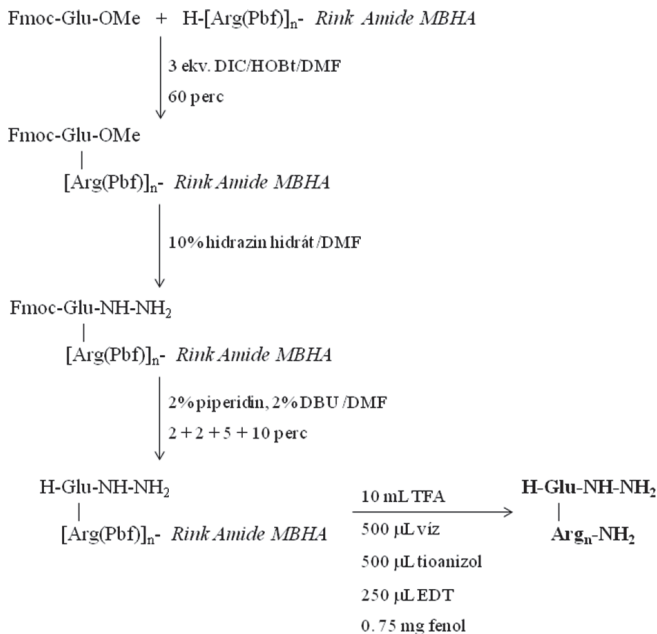 Fmoc-Glu-OMe + H-[Arg(Pbf)]n- Rink Amide MBHA
3 ekv. DIC/HOBt/DMF
60 perc
Fmoc-Glu-OMe
[Arg(Pbf)]n- Rink Amide MBHA
10% hidrazin hidrát/DMF
Fmoc-Glu-NH-NH2
[Arg(Pbf)]n- Rink Amide MBHA
2% piperidin, 2% DBU/DMF
2 + 2 + 5 + 10 perc
H-Glu-NH-NH2
[Arg(Pbf)]n- Rink Amide MBHA
10 mL TFA
500 µL víz
500 µL tioanizol
250 µL EDT
0.75 mg fenol
H-Glu-NH-NH2
Argn-NH2